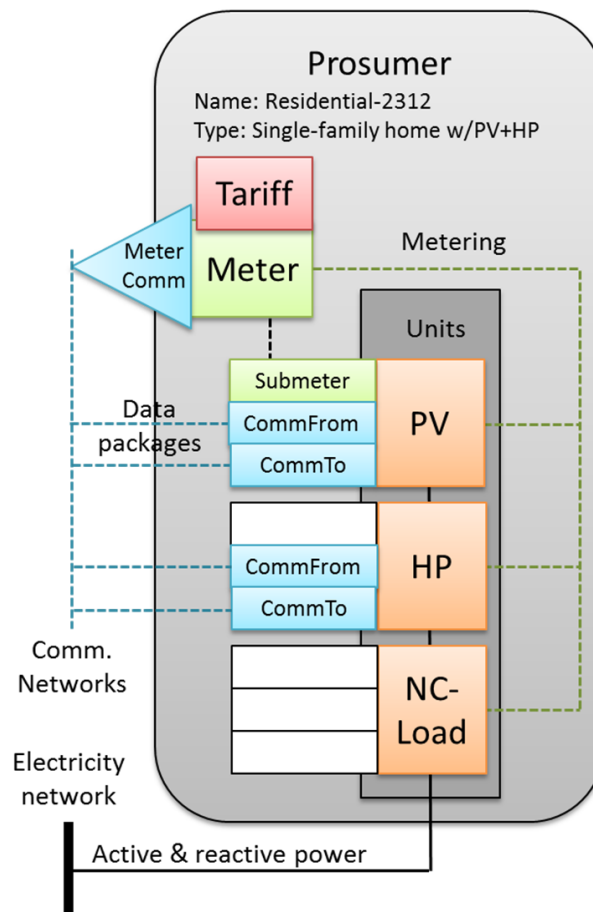 Prosumer
Name: Residential-2312
Type: Single-family home w/PV+HP
Tariff
Meter
Comm
Meter
Metering
Units
Submeter
CommFrom
CommTo
PV
Data
packages
CommFrom
CommTo
HP
Comm.
Networks
NC-
Load
Electricity
network
Active & reactive power